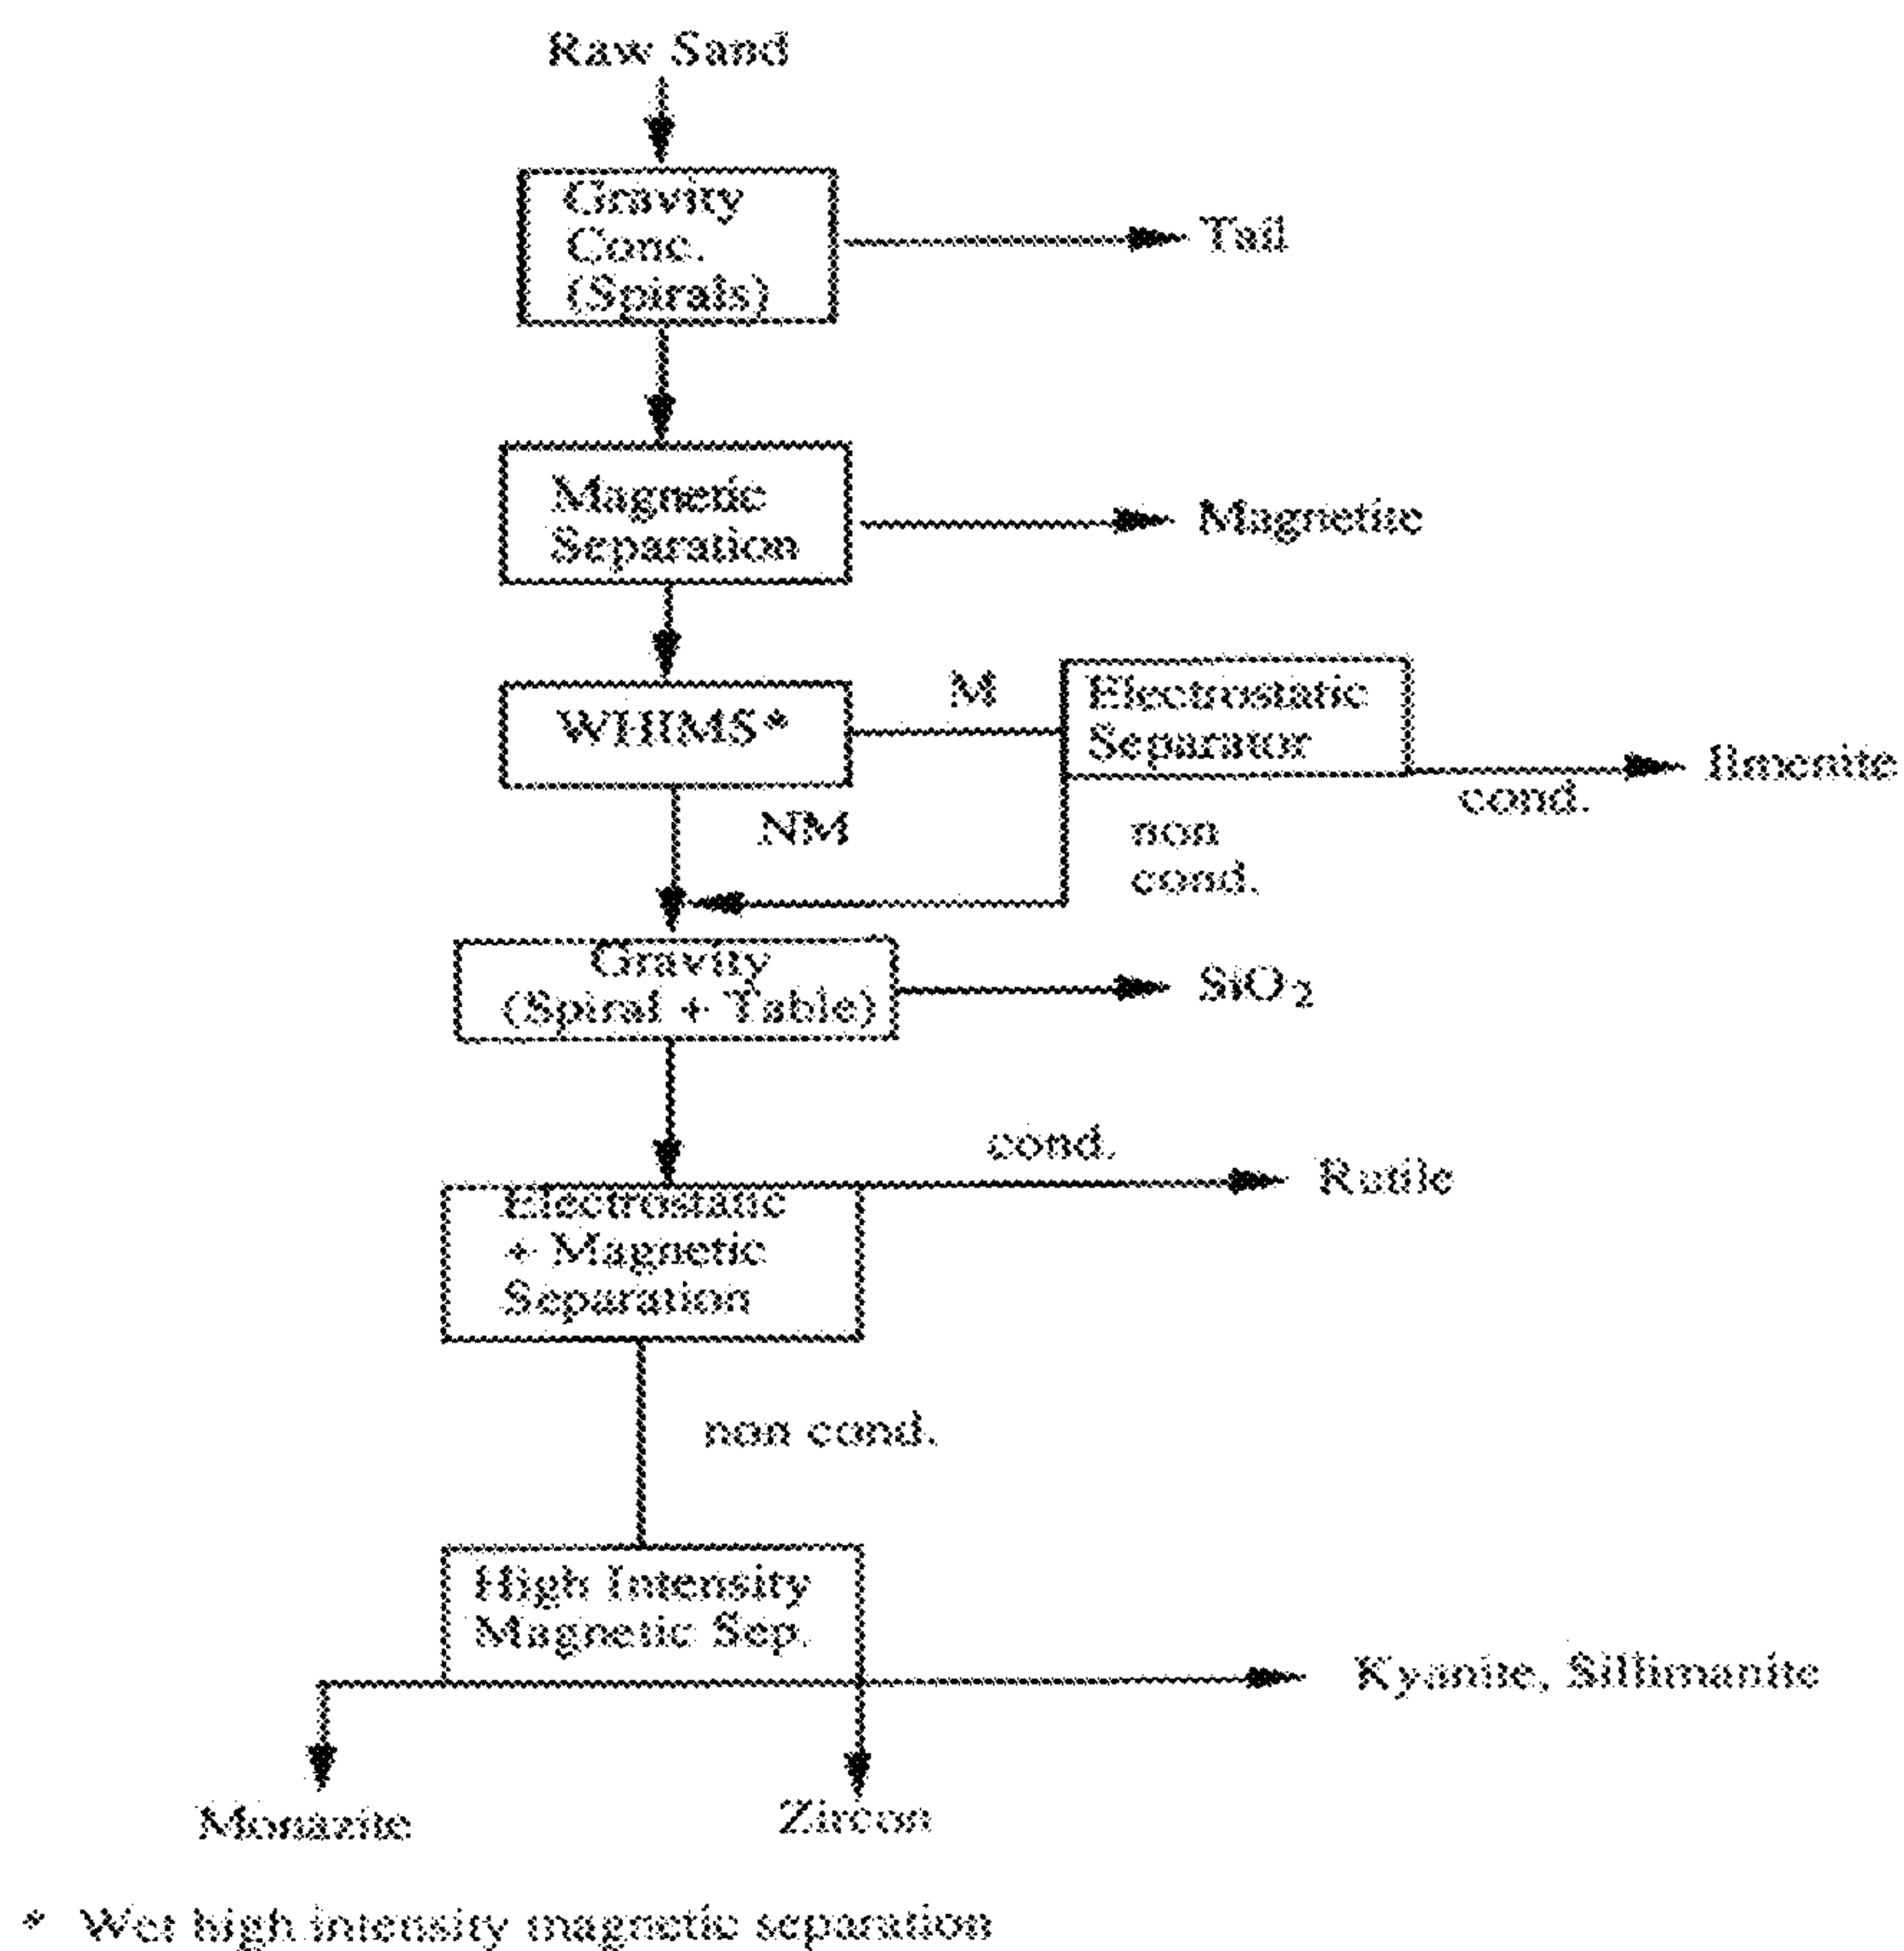 Raw Sand
Gravity
Conc.
(Spirals)
Tail
Magnetic
Separation
Magnetite
WHIMS*
M
Electrostatic
Separator
Ilmenite
cond.
NM
non
cond.
Gravity
(Spiral + Table)
SiO₂
cond.
Rutile
Electrostatic
+ Magnetic
Separation
non cond.
High Intensity
Magnetic Sep.
Kyanite, Sillimanite
Monazite
Zircon
* Wet high intensity magnetic separation